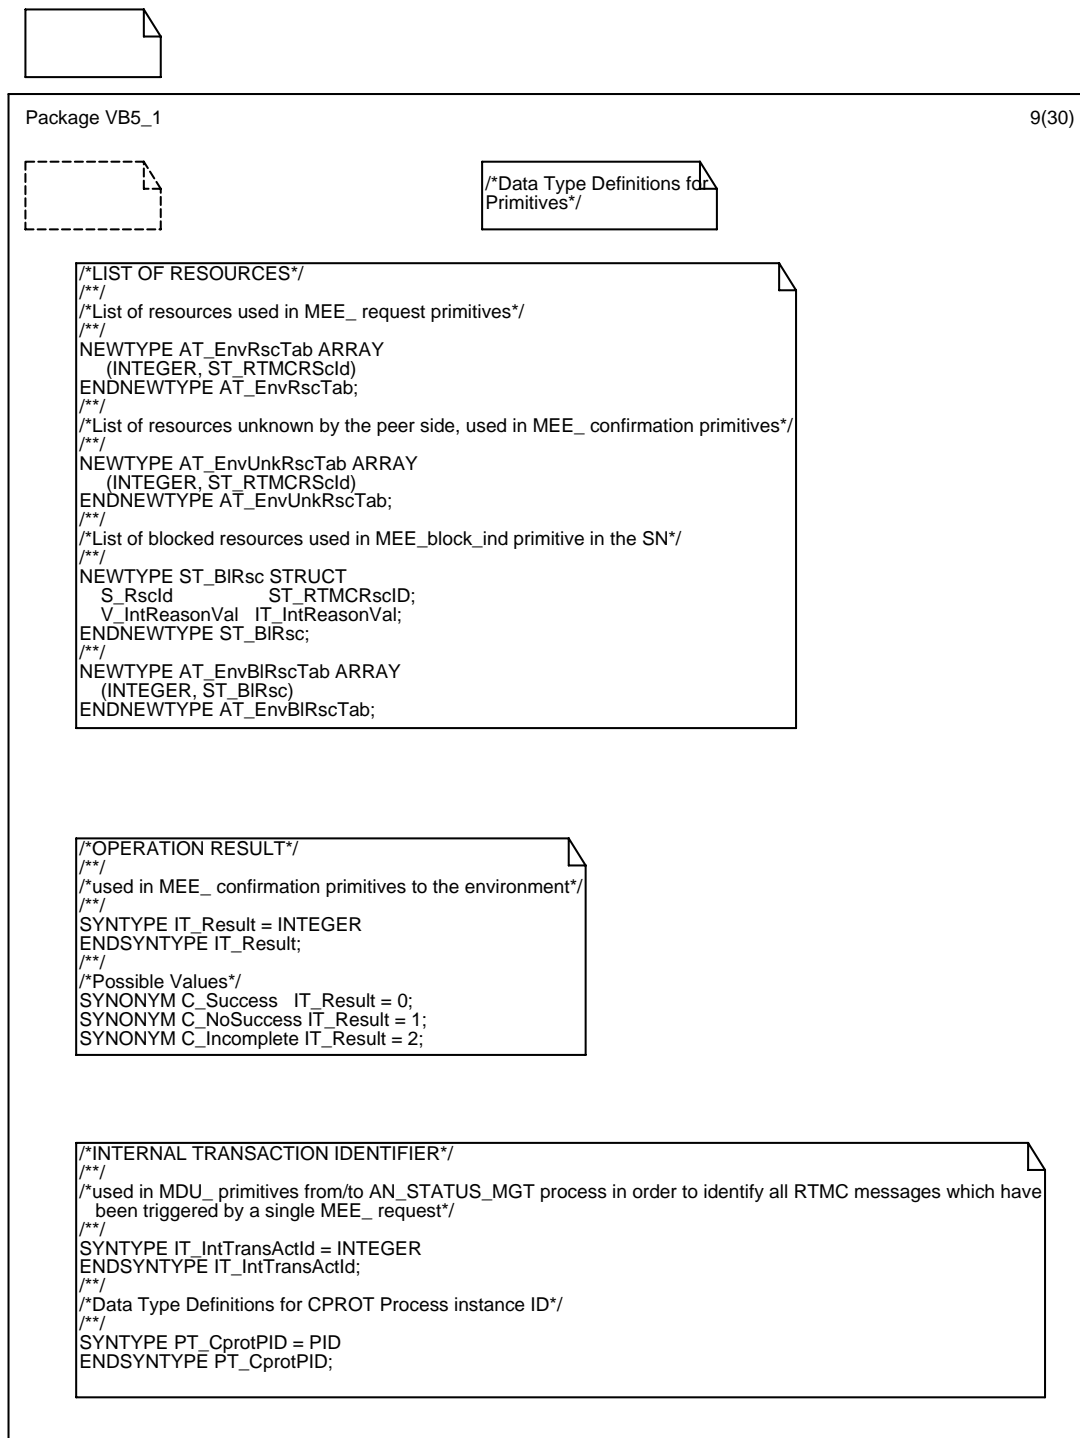 Package VB5_1
9(30)
/*Data Type Definitions for
Primitives*/
/*LIST OF RESOURCES*/
/**/
/*List of resources used in MEE_ request primitives*/
/**/
NEWTYPE AT_EnvRscTab ARRAY
(INTEGER, ST_RTMCRScId)
ENDNEWTYPE AT_EnvRscTab;
/**/
/*List of resources unknown by the peer side, used in MEE_ confirmation primitives*/
/**/
NEWTYPE AT_EnvUnkRscTab ARRAY
(INTEGER, ST_RTMCRScId)
ENDNEWTYPE AT_EnvUnkRscTab;
/**/
/*List of blocked resources used in MEE_block_ind primitive in the SN*/
/**/
NEWTYPE ST_BlRsc STRUCT
S_RscId ST_RTMCRscID;
V_IntReasonVal IT_IntReasonVal;
ENDNEWTYPE ST_BlRsc;
/**/
NEWTYPE AT_EnvBlRscTab ARRAY
(INTEGER, ST_BlRsc)
ENDNEWTYPE AT_EnvBlRscTab;
/*OPERATION RESULT*/
/**/
/*used in MEE_ confirmation primitives to the environment*/
/**/
SYNTYPE IT_Result = INTEGER
ENDSYNTYPE IT_Result;
/**/
/*Possible Values*/
SYNONYM C_Success IT_Result = 0;
SYNONYM C_NoSuccess IT_Result = 1;
SYNONYM C_Incomplete IT_Result = 2;
/*INTERNAL TRANSACTION IDENTIFIER*/
/**/
/*used in MDU_ primitives from/to AN_STATUS_MGT process in order to identify all RTMC messages which have
been triggered by a single MEE_ request*/
/**/
SYNTYPE IT_IntTransActId = INTEGER
ENDSYNTYPE IT_IntTransActId;
/**/
/*Data Type Definitions for CPROT Process instance ID*/
/**/
SYNTYPE PT_CprotPID = PID
ENDSYNTYPE PT_CprotPID;